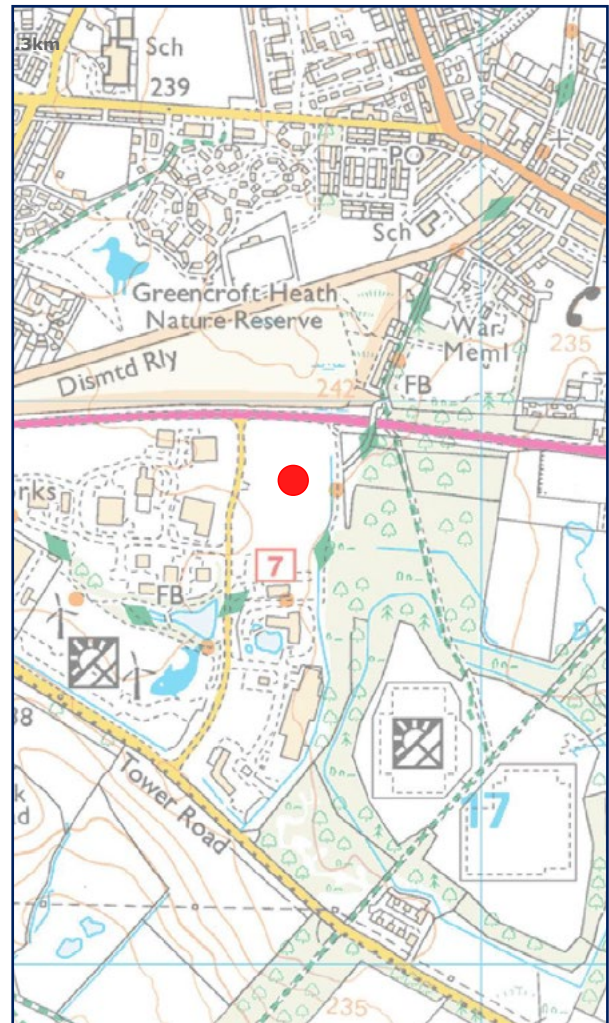 .3km
Sch
239
PO
Sch
Greencroft Heath
Nature Reserve
War
Meml
235
Dismtd Rly
242
FB
orks
7
FB
38
17
Tower Road
k
d
235